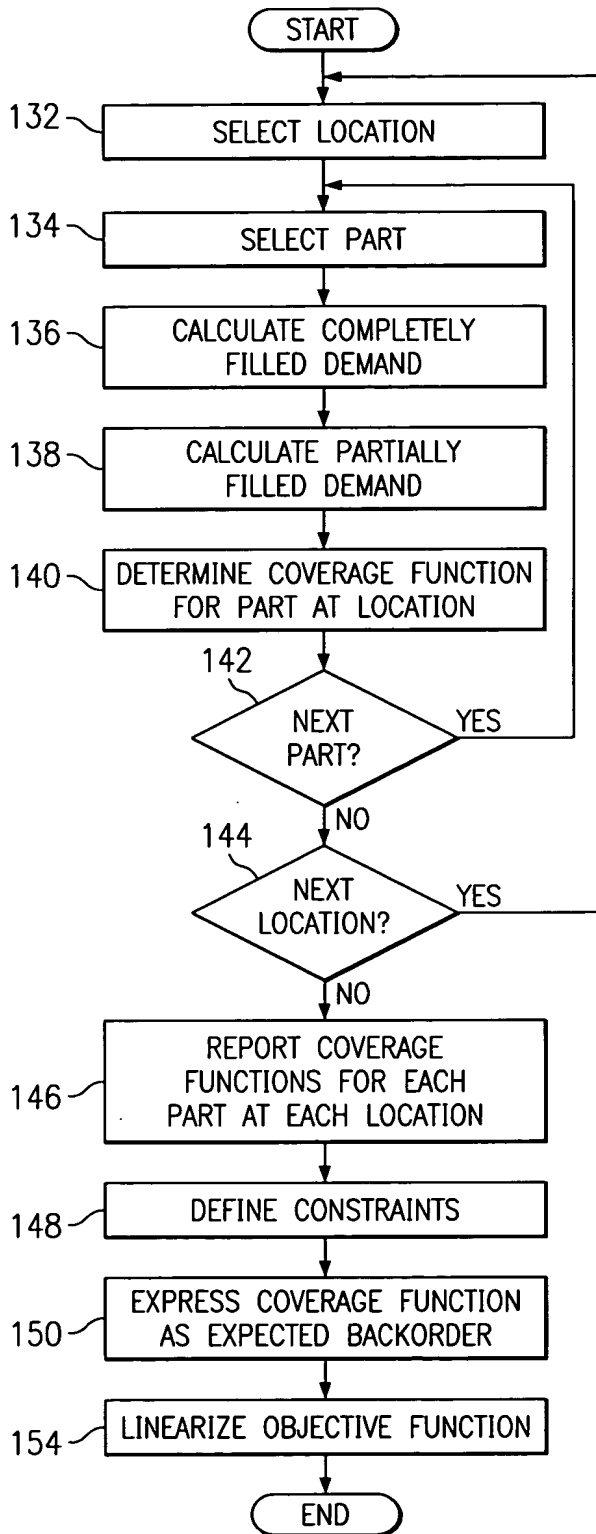 START
132
SELECT LOCATION
134
SELECT PART
136
CALCULATE COMPLETELY
FILLED DEMAND
138
CALCULATE PARTIALLY
FILLED DEMAND
140
DETERMINE COVERAGE FUNCTION
FOR PART AT LOCATION
142
NEXT
PART?
YES
NO
144
NEXT
LOCATION?
YES
NO
146
REPORT COVERAGE
FUNCTIONS FOR EACH
PART AT EACH LOCATION
148
DEFINE CONSTRAINTS
150
EXPRESS COVERAGE FUNCTION
AS EXPECTED BACKORDER
154
LINEARIZE OBJECTIVE FUNCTION
END